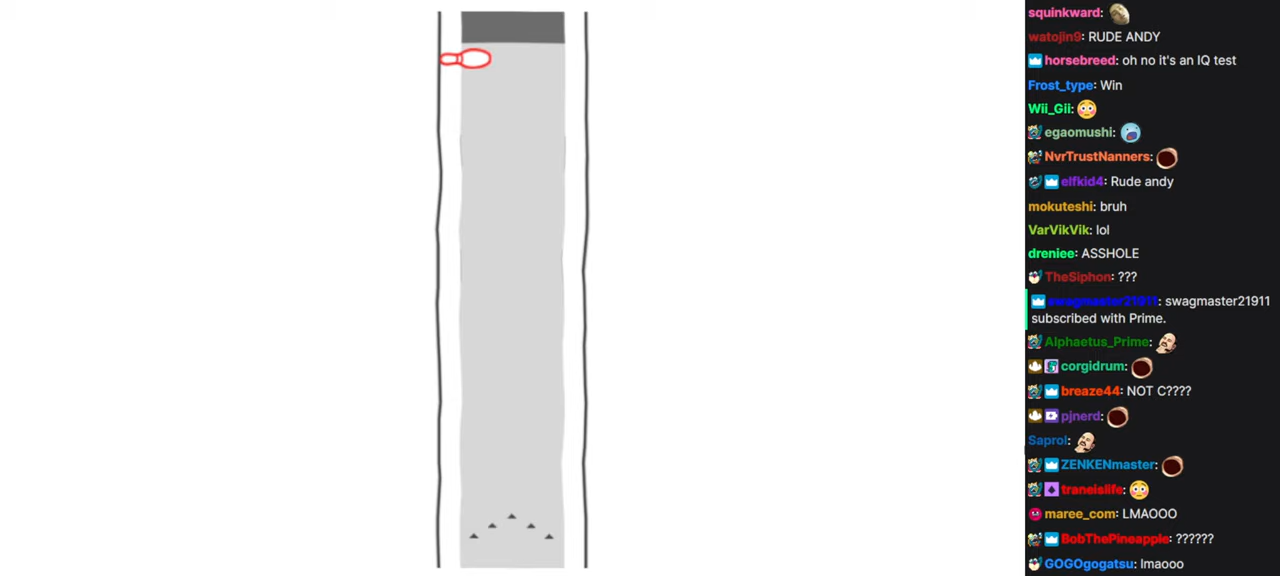 squinkward:
watojin9: RUDE ANDY
horsebreed: oh no it's an IQ test
Frost_type: Win
Wii_Gii:
egaomushi:
NvrTrustNanners:
elfkid4: Rude andy
mokuteshi: bruh
VarVikVik: lol
dreniee: ASSHOLE
TheSiphon: ???
swagmaster21911: swagmaster21911
subscribed with Prime.
Alphaetus_Prime:
corgidrum:
breaze44: NOT C????
pjnerd:
Saprol:
ZENKENmaster:
traneislife:
maree_com: LMAOOO
BobThePineapple: ??????
GOGOgogatsu: lmaooo